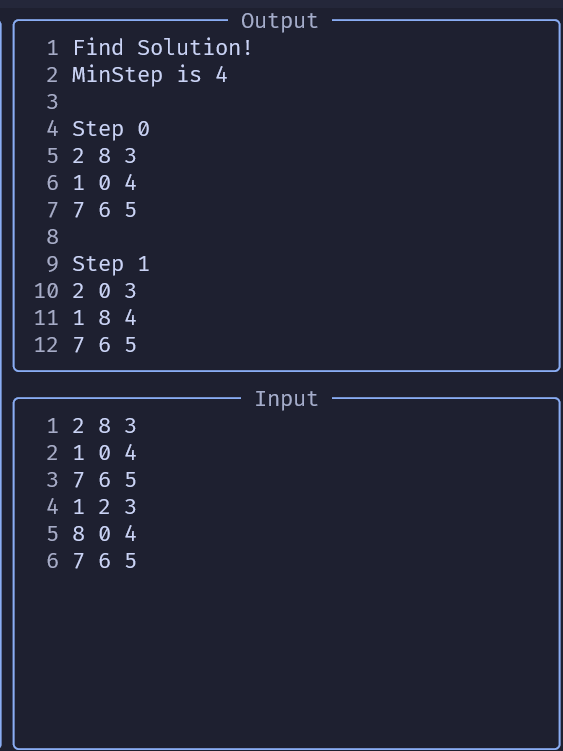 Output
1 Find Solution!
2 MinStep is 4
3
4 Step 0
5 2 8 3
6 1 0 4
7 7 6 5
8
9 Step 1
10 2 0 3
11 1 8 4
12 7 6 5
Input
1 2 8 3
2 1 0 4
3 7 6 5
4 1 2 3
5 8 0 4
6 7 6 5